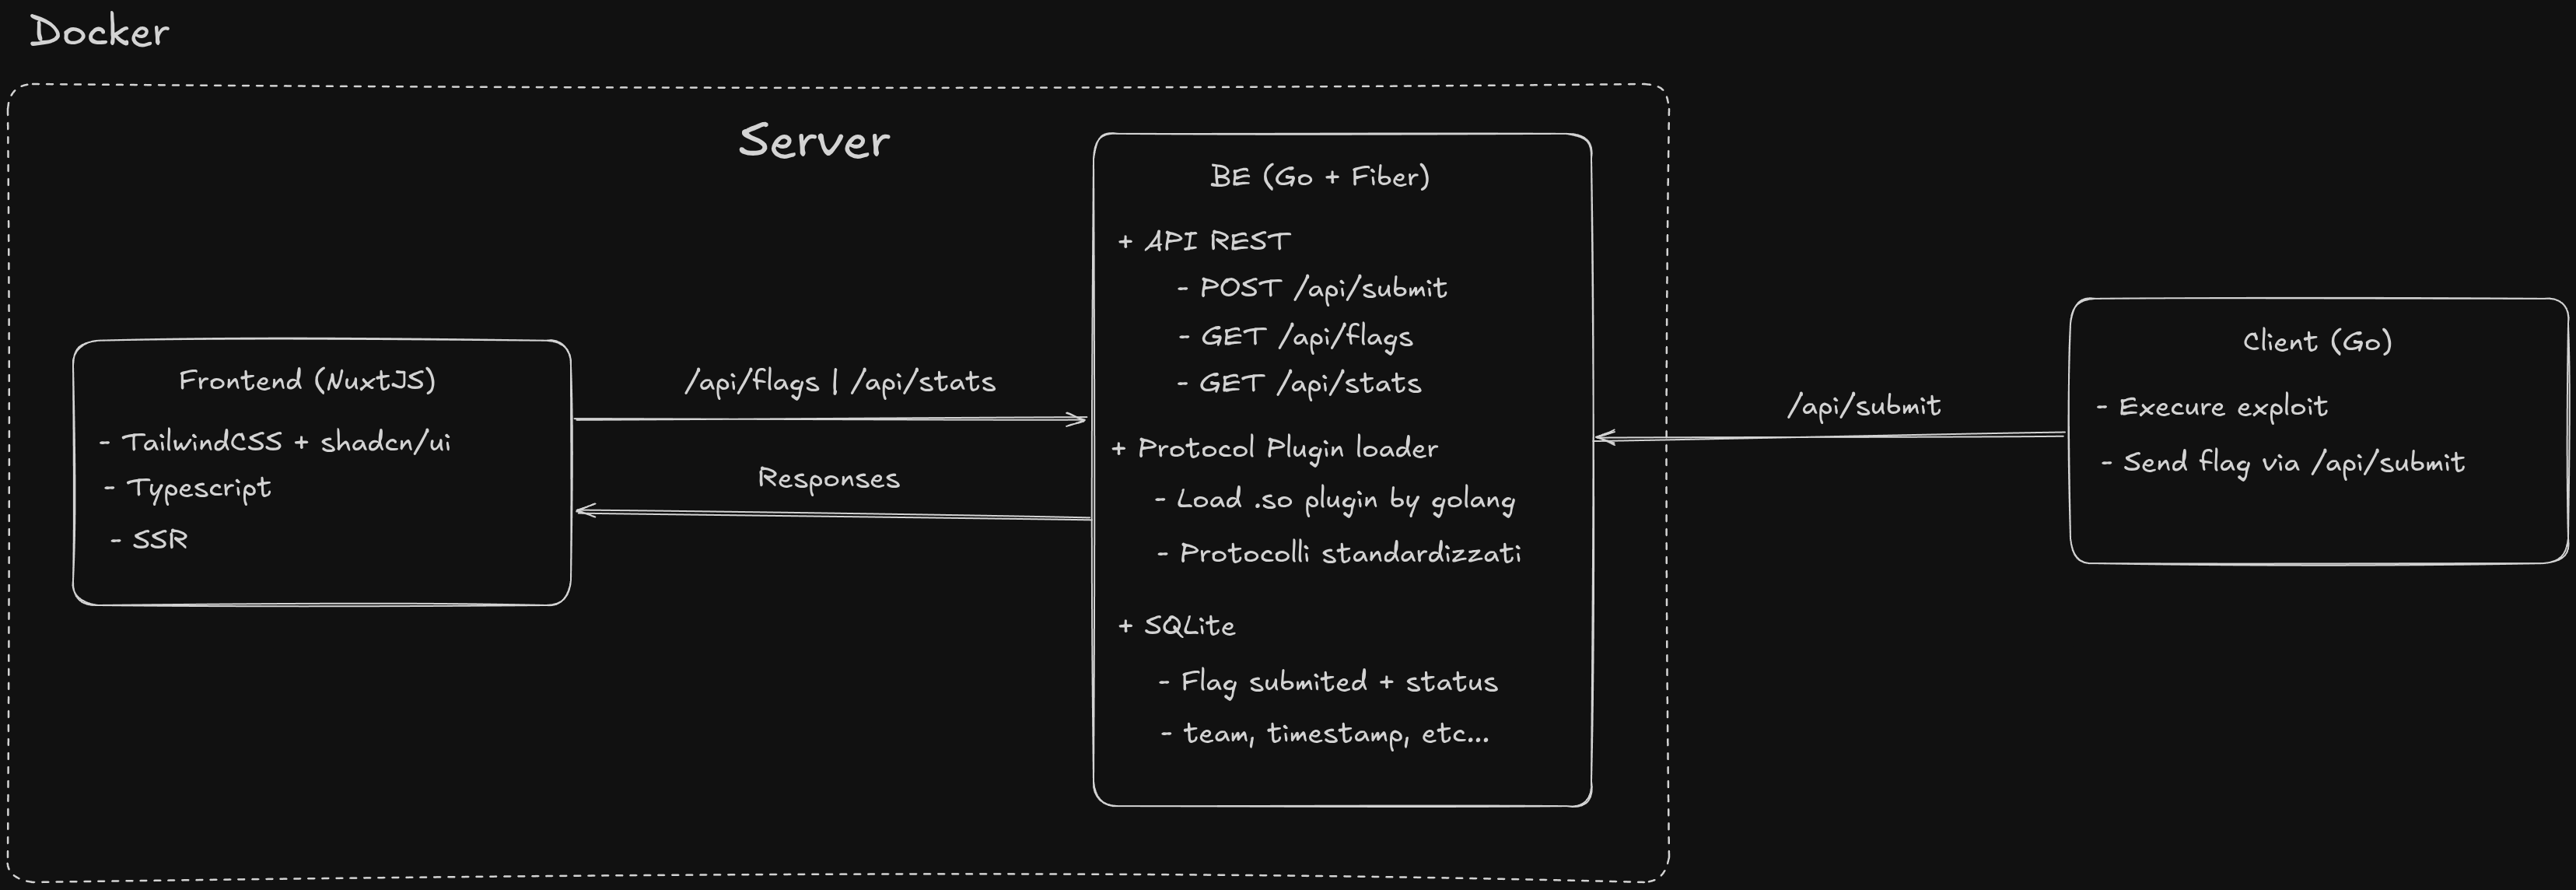 Docker
Server
Frontend (NuxtJS)
- TailwindCSS + shadcn/ui
- Typescript
- SSR
/api/flags | /api/stats
Responses
BE (Go + Fiber)
+ API REST
- POST /api/submit
- GET /api/flags
- GET /api/stats
+ Protocol Plugin loader
- Load .so plugin by golang
- Protocolli standardizzati
+ SQLite
- Flag submited + status
- team, timestamp, etc...
/api/submit
Client (Go)
- Execure exploit
- Send flag via /api/submit